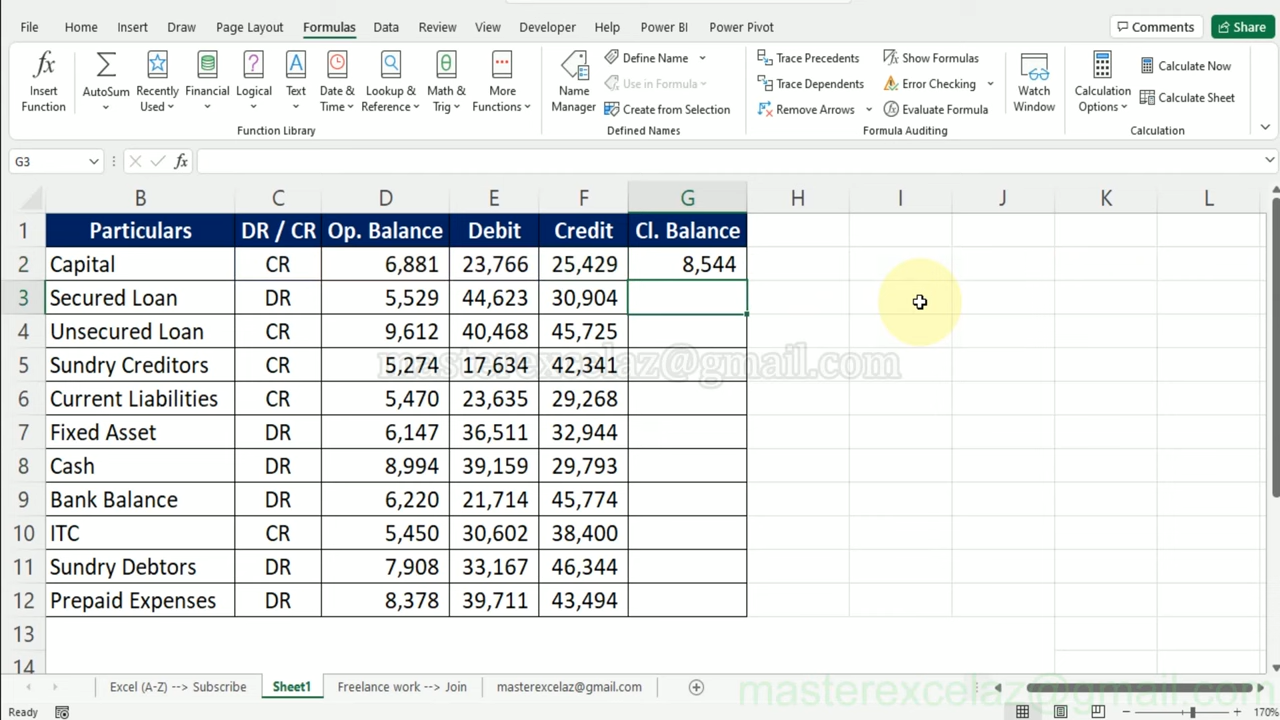 File Home Insert Draw Page Layout Formulas Data Review View Developer Help Power BI Power Pivot Comments Share
Insert Function AutoSum Recently Used Financial Logical Text Date & Time Lookup & Reference Math & Trig More Functions
Function Library
Name Manager Define Name Use in Formula Create from Selection
Defined Names
Trace Precedents Show Formulas
Trace Dependents Error Checking
Remove Arrows Evaluate Formula
Formula Auditing
Watch Window
Calculation Options Calculate Now Calculate Sheet
Calculation
G3 fx
B C D E F G H I J K L
1 Particulars DR / CR Op. Balance Debit Credit Cl. Balance
2 Capital CR 6,881 23,766 25,429 8,544
3 Secured Loan DR 5,529 44,623 30,904
4 Unsecured Loan CR 9,612 40,468 45,725
5 Sundry Creditors CR 5,274 17,634 42,341
masterexcelaz@gmail.com
6 Current Liabilities CR 5,470 23,635 29,268
7 Fixed Asset DR 6,147 36,511 32,944
8 Cash DR 8,994 39,159 29,793
9 Bank Balance DR 6,220 21,714 45,774
10 ITC CR 5,450 30,602 38,400
11 Sundry Debtors DR 7,908 33,167 46,344
12 Prepaid Expenses DR 8,378 39,711 43,494
13
14
Excel (A-Z) --> Subscribe Sheet1 Freelance work --> Join masterexcelaz@gmail.com
masterexcelaz@gmail.com
Ready 170%